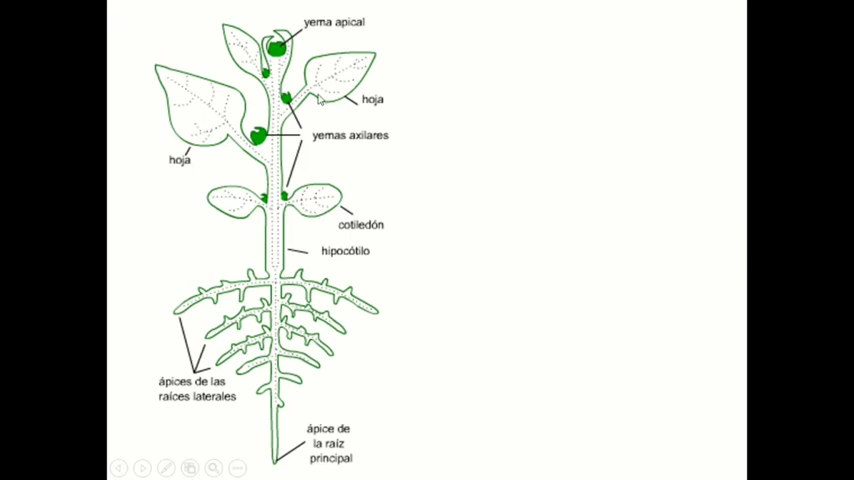 yema apical
hoja
yemas axilares
hoja
cotiledón
hipocótilo
ápices de las
raíces laterales
ápice de
la raíz
principal